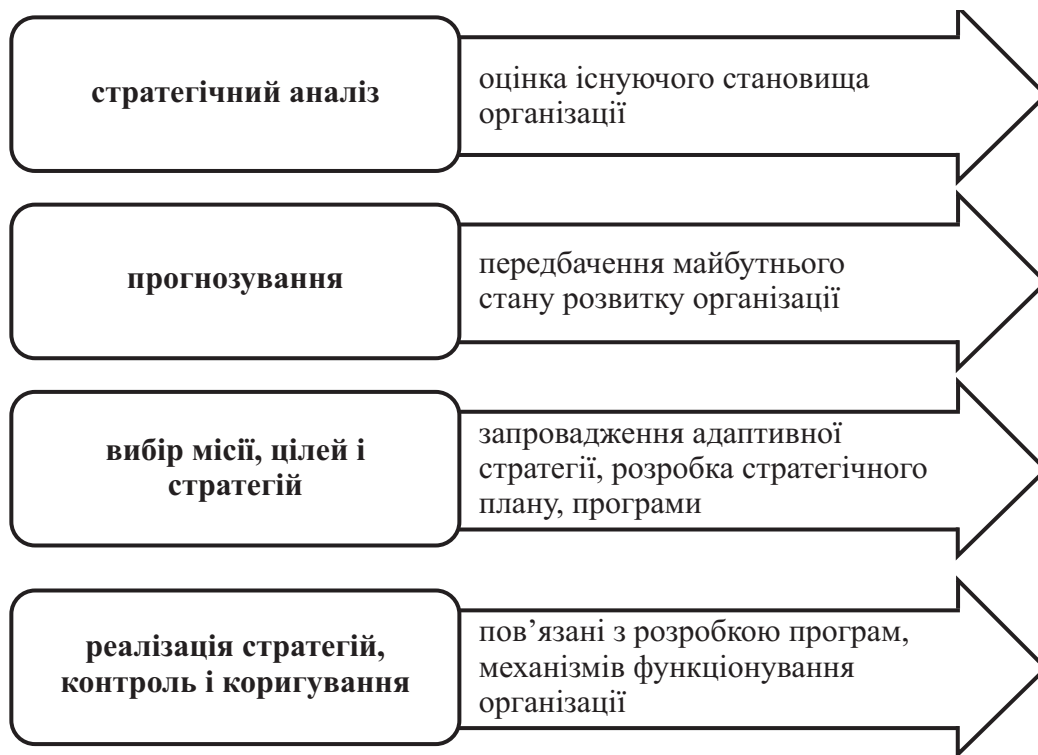 стратегічний аналіз
оцінка існуючого становища
організації
прогнозування
передбачення майбутнього
стану розвитку організації
вибір місії, цілей і
стратегій
запровадження адаптивної
стратегії, розробка стратегічного
плану, програми
реалізація стратегій,
контроль і коригування
пов’язані з розробкою програм,
механізмів функціонування
організації